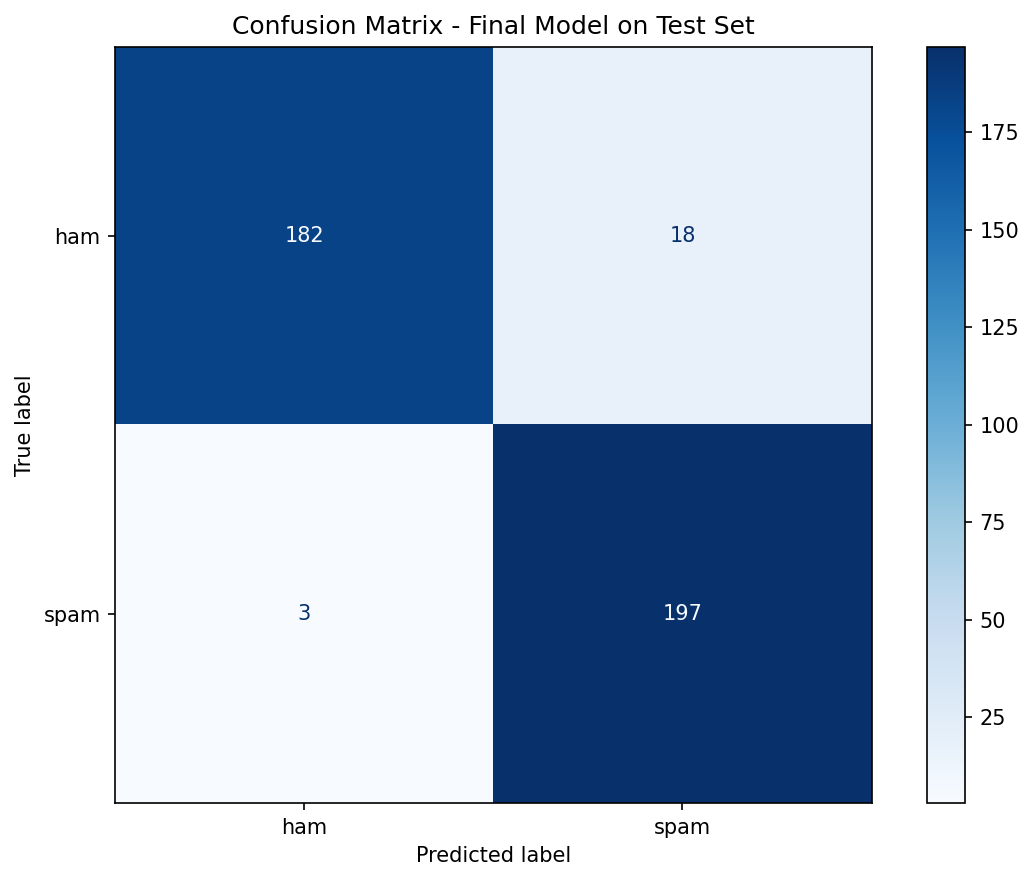 Confusion Matrix - Final Model on Test Set
True label
ham
182
18
spam
3
197
ham
spam
Predicted label
175
150
125
100
75
50
25